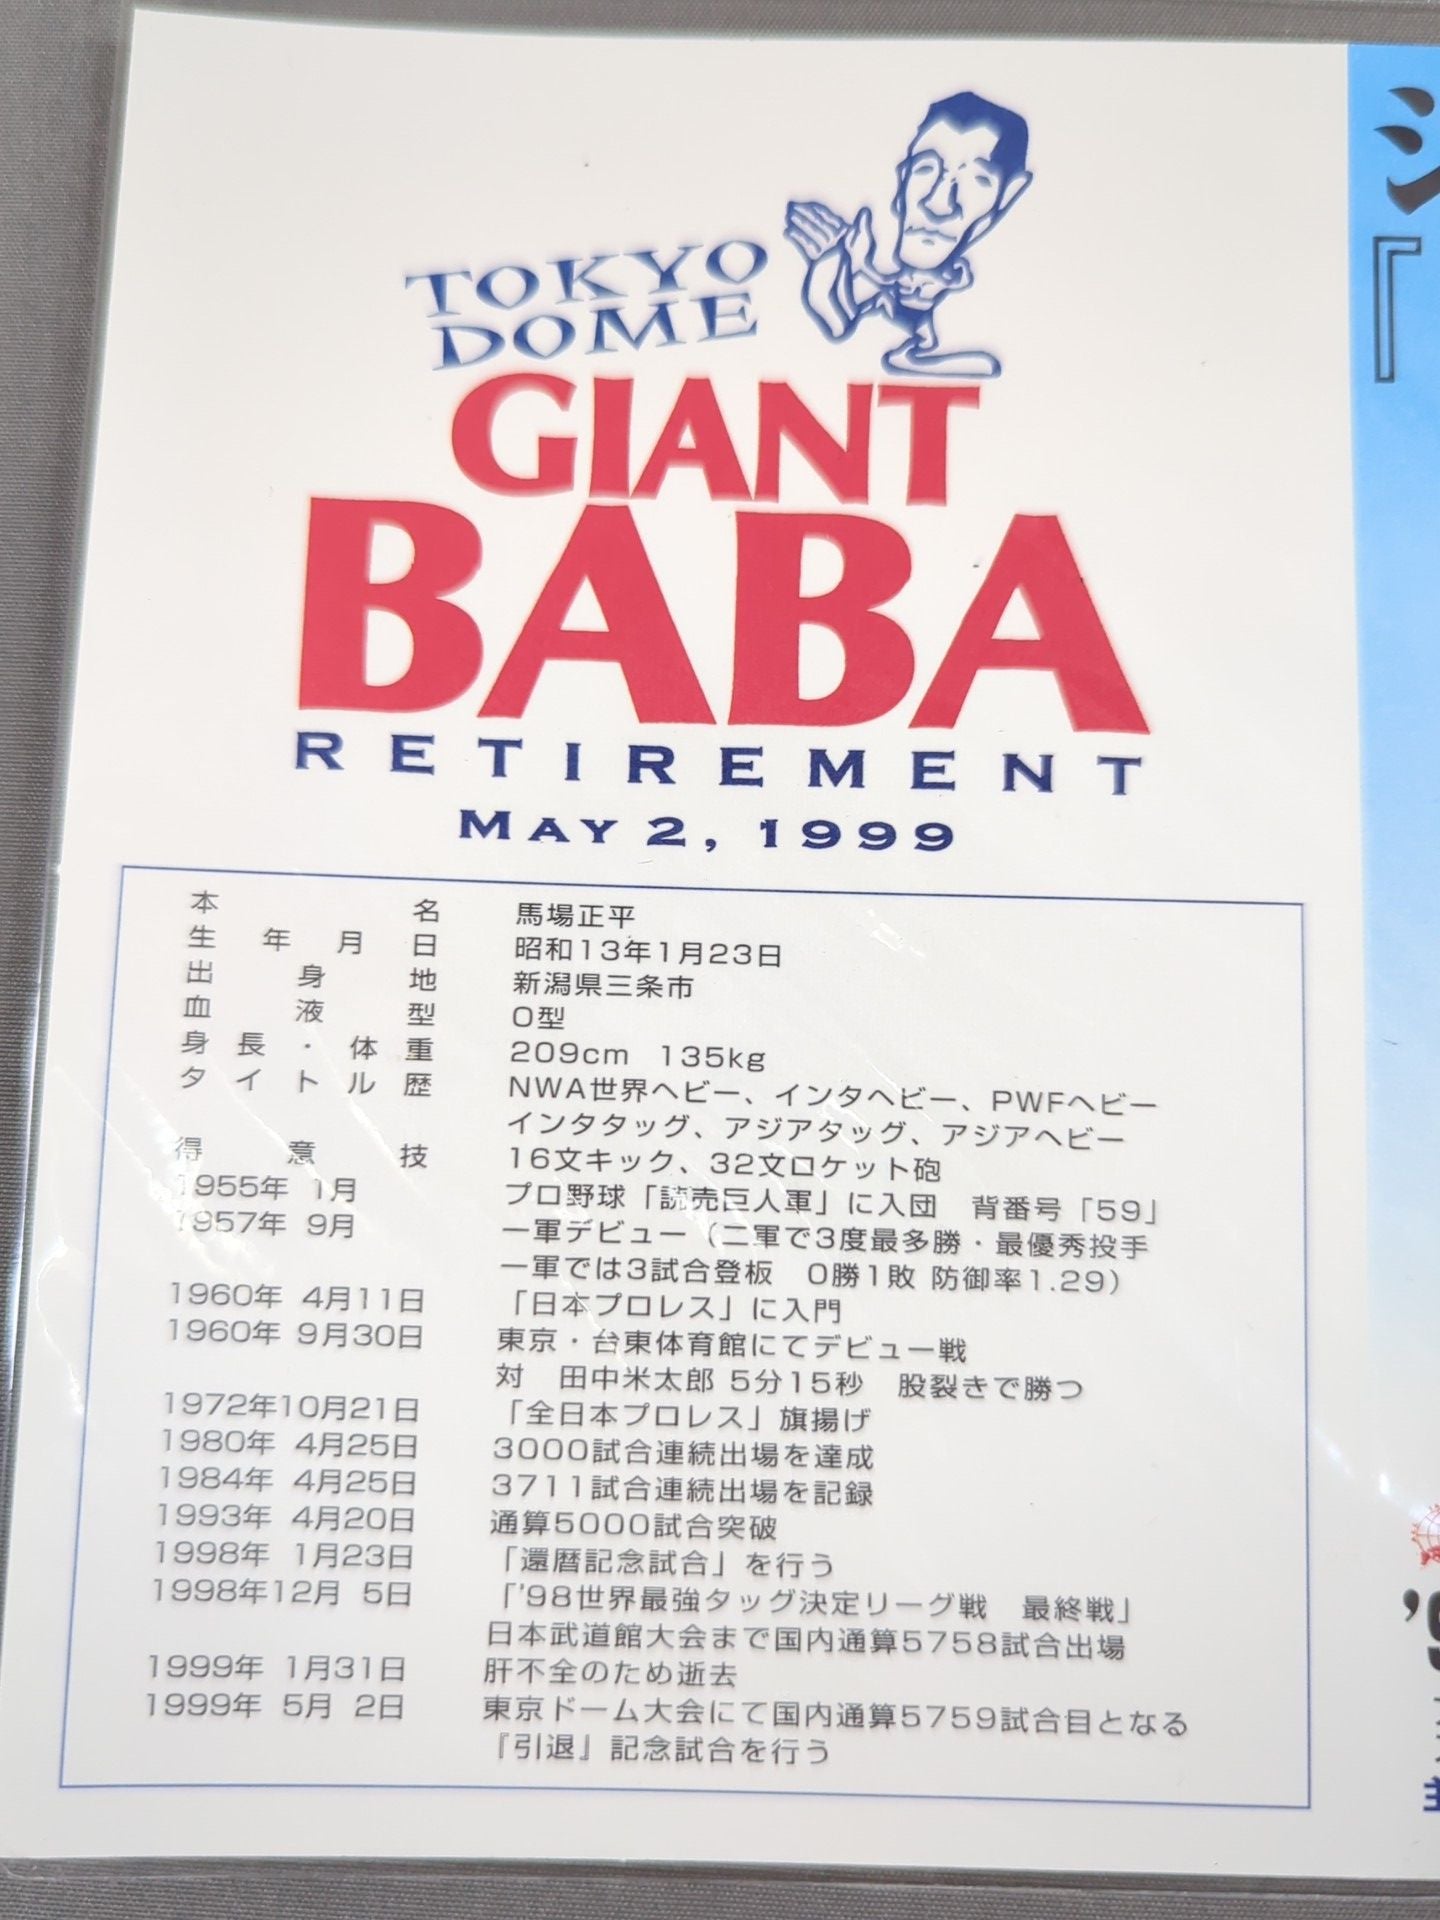 TOKYO
DOME
GIANT
BABA
RETIREMENT
MAY 2, 1999
本名 馬場正平
生年月日 昭和13年1月23日
出身地 新潟県三条市
血液型 O型
身長・体重 209cm 135kg
タイトル歴 NWA世界ヘビー、インタヘビー、PWFヘビー
インタタッグ、アジアタッグ、アジアヘビー
得意技 16文キック、32文ロケット砲
1955年 1月 プロ野球「読売巨人軍」に入団 背番号「59」
1957年 9月 一軍デビュー（二軍で3度最多勝・最優秀投手
一軍では3試合登板 0勝1敗 防御率1.29）
1960年 4月11日 「日本プロレス」に入門
1960年 9月30日 東京・台東体育館にてデビュー戦
対 田中米太郎 5分15秒 股裂きで勝つ
1972年10月21日 「全日本プロレス」旗揚げ
1980年 4月25日 3000試合連続出場を達成
1984年 4月25日 3711試合連続出場を記録
1993年 4月20日 通算5000試合突破
1998年 1月23日 「還暦記念試合」を行う
1998年12月 5日 「'98世界最強タッグ決定リーグ戦 最終戦」
日本武道館大会まで国内通算5758試合出場
1999年 1月31日 肝不全のため逝去
1999年 5月 2日 東京ドーム大会にて国内通算5759試合目となる
『引退』記念試合を行う
ジ
『
'9